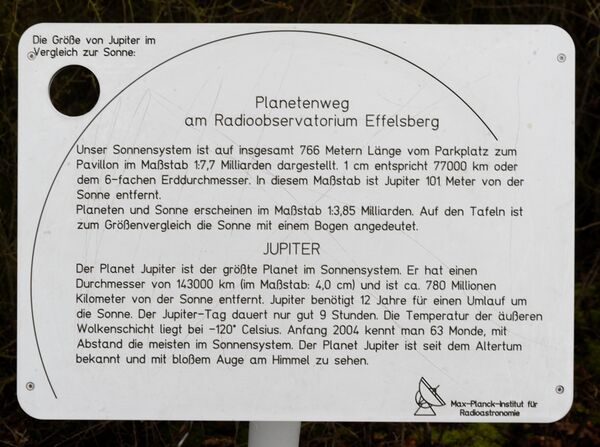 Die Größe von Jupiter im
Vergleich zur Sonne:
Planetenweg
am Radioobservatorium Effelsberg
Unser Sonnensystem ist auf insgesamt 766 Metern Länge vom Parkplatz zum
Pavillon im Maßstab 1:7,7 Milliarden dargestellt. 1 cm entspricht 77000 km oder
dem 6-fachen Erddurchmesser. In diesem Maßstab ist Jupiter 101 Meter von der
Sonne entfernt.
Planeten und Sonne erscheinen im Maßstab 1:3,85 Milliarden. Auf den Tafeln ist
zum Größenvergleich die Sonne mit einem Bogen angedeutet.
JUPITER
Der Planet Jupiter ist der größte Planet im Sonnensystem. Er hat einen
Durchmesser von 143000 km (im Maßstab: 4,0 cm) und ist ca. 780 Millionen
Kilometer von der Sonne entfernt. Jupiter benötigt 12 Jahre für einen Umlauf um
die Sonne. Der Jupiter-Tag dauert nur gut 9 Stunden. Die Temperatur der äußeren
Wolkenschicht liegt bei -120° Celsius. Anfang 2004 kennt man 63 Monde, mit
Abstand die meisten im Sonnensystem. Der Planet Jupiter ist seit dem Altertum
bekannt und mit bloßem Auge am Himmel zu sehen.
Max-Planck-Institut für
Radioastronomie